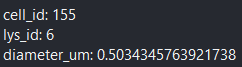 cell_id: 155
lys_id: 6
diameter_um: 0.5034345763921738